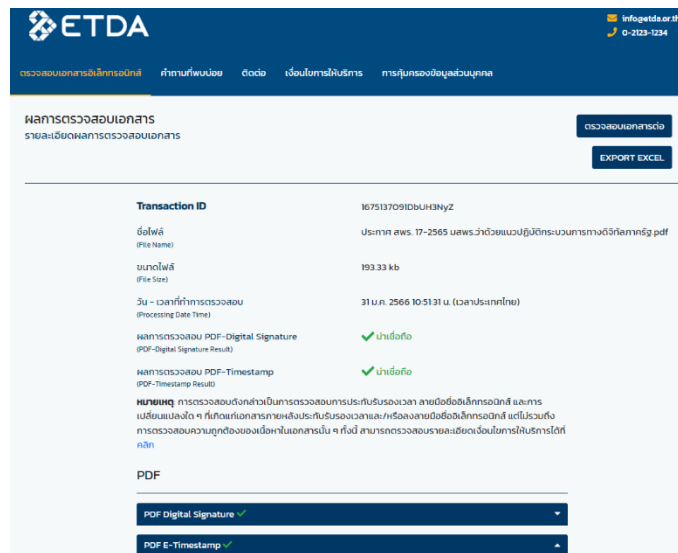 ETDA
info@etda.or.th
0-2123-1234
ตรวจสอบเอกสารอิเล็กทรอนิกส์ คำถามที่พบบ่อย ติดต่อ เงื่อนไขการให้บริการ การคุ้มครองข้อมูลส่วนบุคคล
ผลการตรวจสอบเอกสาร
รายละเอียดผลการตรวจสอบเอกสาร
ตรวจสอบเอกสารต่อ
EXPORT EXCEL
Transaction ID 1675137091DbUH3NyZ
ชื่อไฟล์ ประกาศ สพร. 17-2565 มสพร.ว่าด้วยแนวปฏิบัติกระบวนการทางดิจิทัลภาครัฐ.pdf
(File Name)
ขนาดไฟล์ 193.33 kb
(File Size)
วัน - เวลาที่ทำการตรวจสอบ 31 ม.ค. 2566 10:51:31 น. (เวลาประเทศไทย)
(Processing Date Time)
ผลการตรวจสอบ PDF-Digital Signature น่าเชื่อถือ
(PDF-Digital Signature Result)
ผลการตรวจสอบ PDF-Timestamp น่าเชื่อถือ
(PDF-Timestamp Result)
หมายเหตุ: การตรวจสอบดังกล่าวเป็นการตรวจสอบการประทับรับรองเวลา ลายมือชื่ออิเล็กทรอนิกส์ และการ
เปลี่ยนแปลงใด ๆ ที่เกิดแก่เอกสารภายหลังประทับรับรองเวลาและ/หรือลงลายมือชื่ออิเล็กทรอนิกส์ แต่ไม่รวมถึง
การตรวจสอบความถูกต้องของเนื้อหาในเอกสารนั้น ๆ ทั้งนี้ สามารถตรวจสอบรายละเอียดเงื่อนไขการให้บริการได้ที่
คลิก
PDF
PDF Digital Signature
PDF E-Timestamp